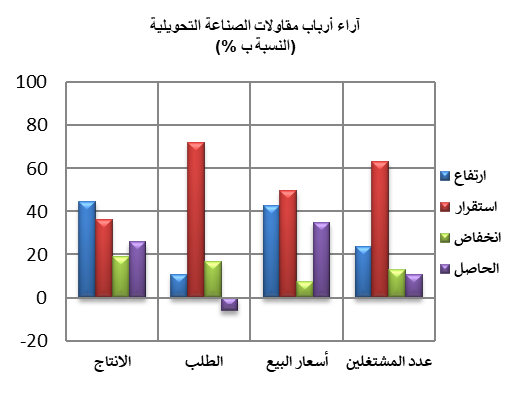 آراء أرباب مقاولات الصناعة التحويلية
(النسبة ب %)
100
80
60
40
20
0
-20
الانتاج
الطلب
أسعار البيع
عدد المشتغلين
ارتفاع
استقرار
انخفاض
الحاصل